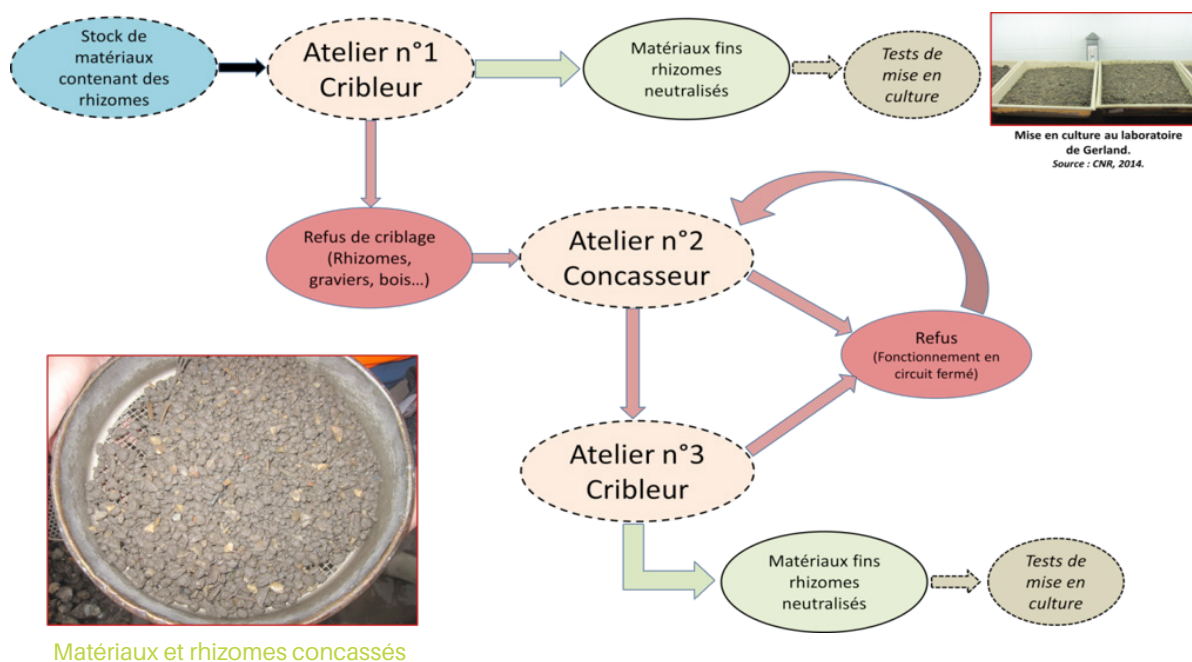 Stock de
matériaux
contenant des
rhizomes
Atelier n°1
Cribleur
Matériaux fins
rhizomes
neutralisés
Tests de
mise en
culture
Mise en culture au laboratoire
de Gerland.
Source : CNR, 2014.
Refus de criblage
(Rhizomes,
graviers, bois...)
Atelier n°2
Concasseur
Refus
(Fonctionnement en
circuit fermé)
Atelier n°3
Cribleur
Matériaux fins
rhizomes
neutralisés
Tests de
mise en
culture
Matériaux et rhizomes concassés